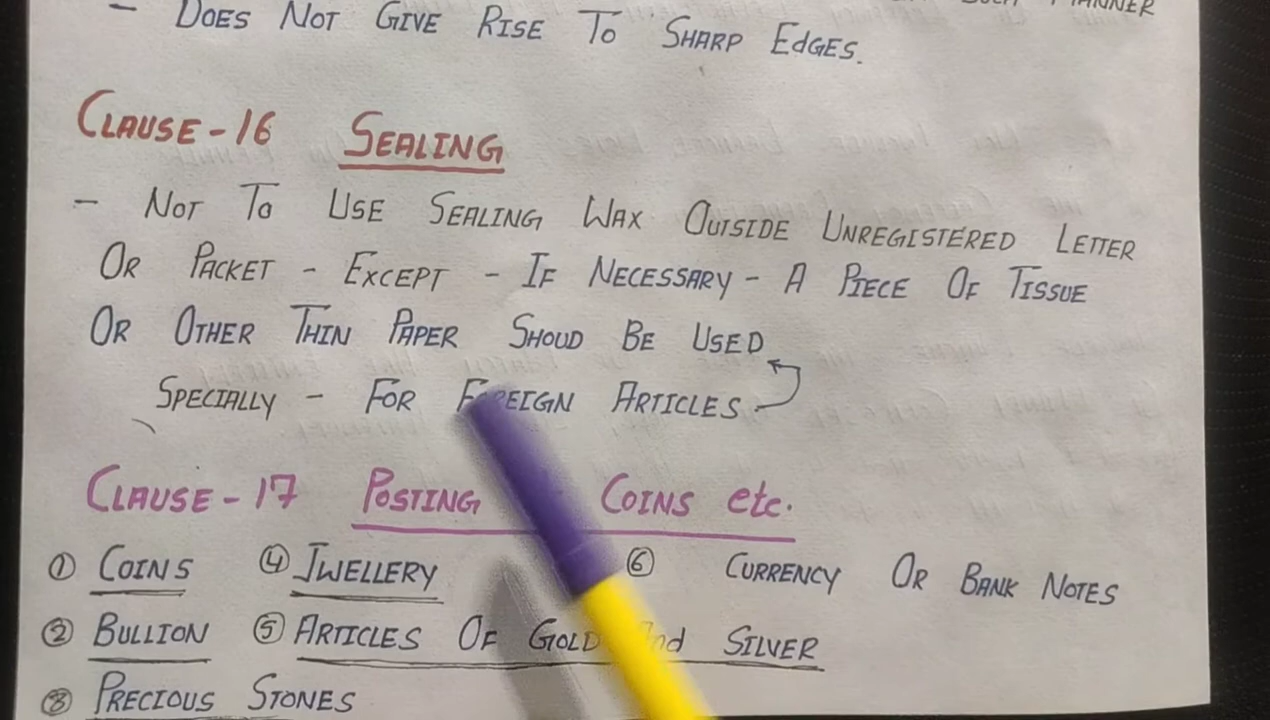 - DOES NOT GIVE RISE TO SHARP EDGES.
CLAUSE-16 SEALING
- NOT TO USE SEALING WAX OUTSIDE UNREGISTERED LETTER
OR PACKET - EXCEPT - IF NECESSARY - A PIECE OF TISSUE
OR OTHER THIN PAPER SHOUD BE USED
SPECIALLY - FOR FOREIGN ARTICLES
CLAUSE-17 POSTING COINS etc.
① COINS ④ JWELLERY ⑥ CURRENCY OR BANK NOTES
② BULLION ⑤ ARTICLES OF GOLD And SILVER
③ PRECIOUS STONES